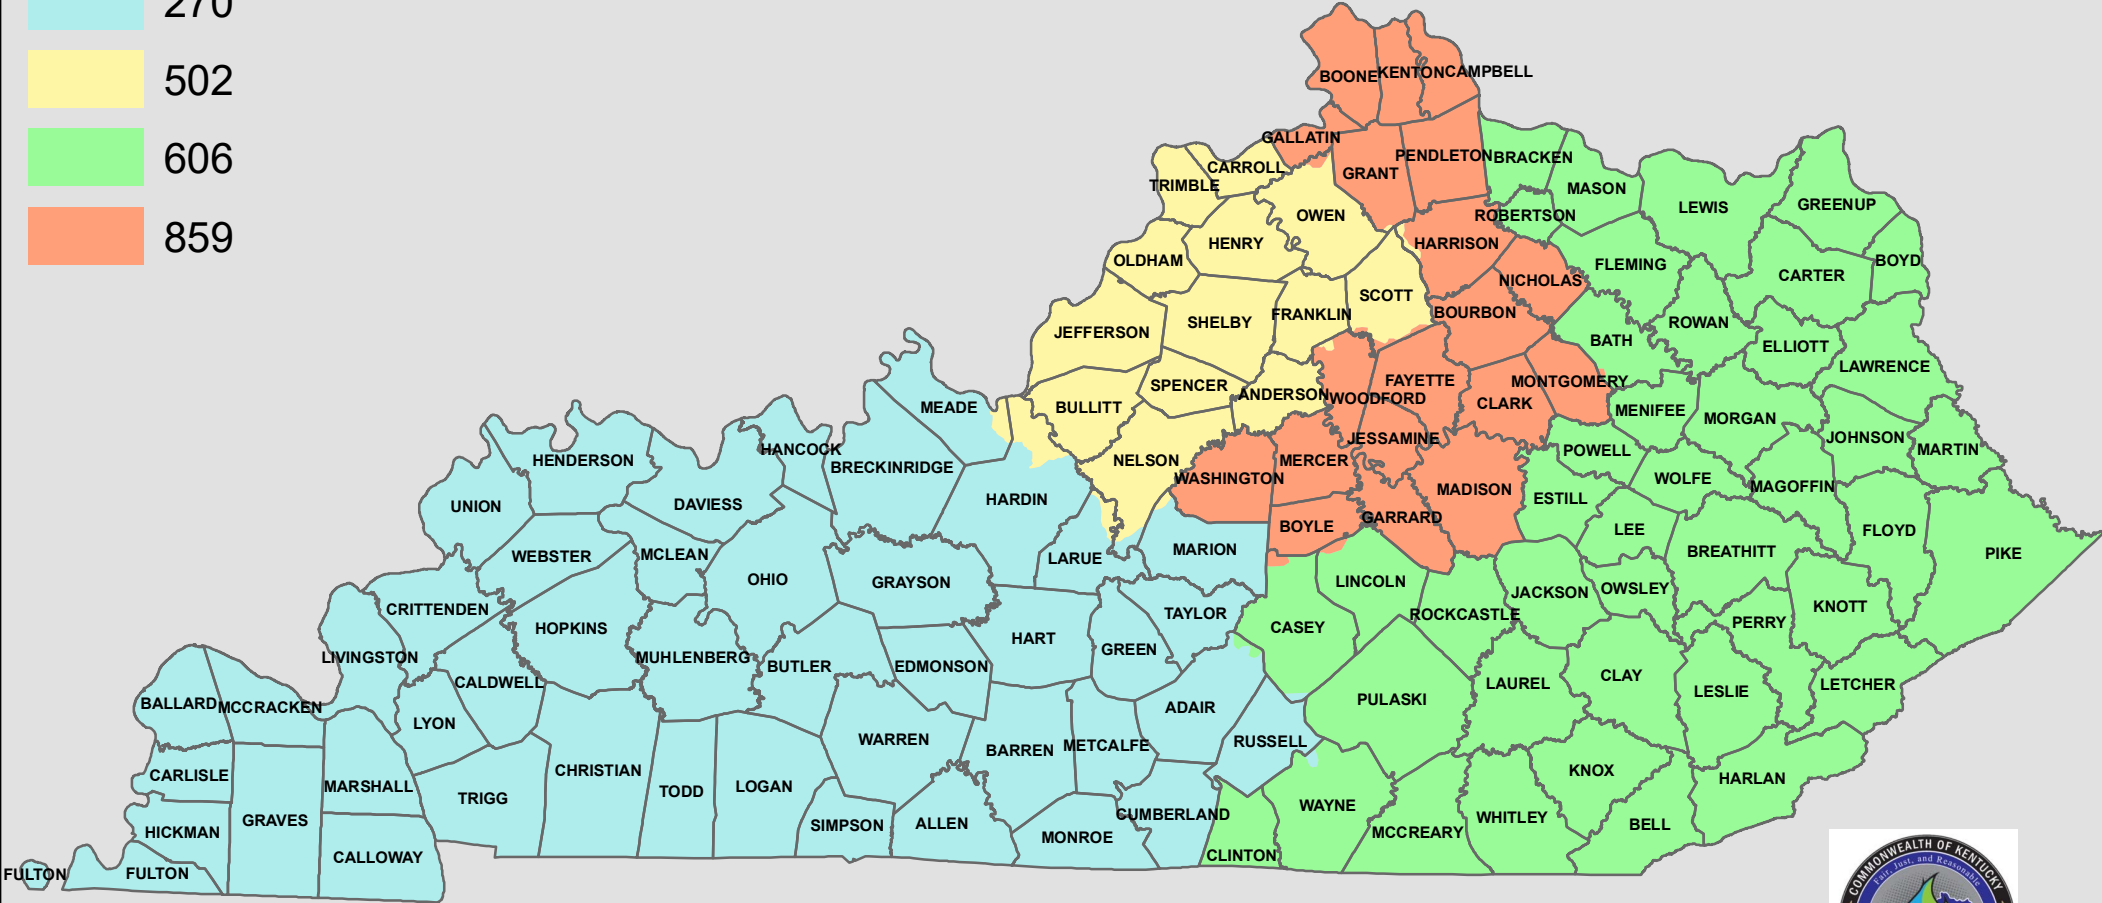 270
502
606
859
BOONE
KENTON
CAMPBELL
GALLATIN
CARROLL
TRIMBLE
GRANT
PENDLETON
BRACKEN
MASON
LEWIS
GREENUP
OWEN
ROBERTSON
HENRY
HARRISON
OLDHAM
FLEMING
CARTER
BOYD
NICHOLAS
SCOTT
JEFFERSON
SHELBY
FRANKLIN
BOURBON
BATH
ROWAN
ELLIOTT
LAWRENCE
SPENCER
ANDERSON
WOODFORD
FAYETTE
MONTGOMERY
CLARK
MEADE
BULLITT
MENIFEE
MORGAN
JOHNSON
MARTIN
JESSAMINE
HANCOCK
BRECKINRIDGE
HENDERSON
NELSON
WASHINGTON
MERCER
POWELL
WOLFE
MAGOFFIN
UNION
DAVIESS
HARDIN
MADISON
ESTILL
GARRARD
BOYLE
LEE
FLOYD
BREATHITT
PIKE
WEBSTER
MCLEAN
LARUE
MARION
OHIO
GRAYSON
LINCOLN
JACKSON
OWSLEY
CRITTENDEN
TAYLOR
ROCKCASTLE
KNOTT
PERRY
HOPKINS
HART
GREEN
CASEY
LIVINGSTON
MUHLENBERG
BUTLER
EDMONSON
CALDWELL
CLAY
LAUREL
LESLIE
LETCHER
BALLARD
MCCRACKEN
LYON
ADAIR
PULASKI
WARREN
BARREN
METCALFE
RUSSELL
CARLISLE
MARSHALL
CHRISTIAN
TODD
LOGAN
KNOX
HARLAN
TRIGG
WAYNE
CUMBERLAND
HICKMAN
GRAVES
SIMPSON
ALLEN
MONROE
MCCREARY
WHITLEY
BELL
CALLOWAY
CLINTON
FULTON
FULTON
COMMONWEALTH OF KENTUCKY
Fair, Just, and Reasonable